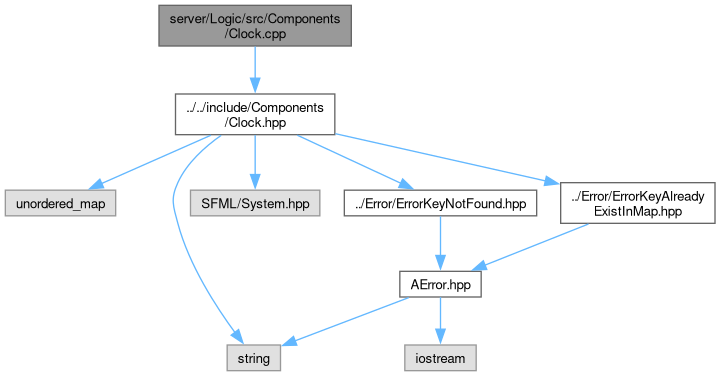 server/Logic/src/Components
/Clock.cpp
../../include/Components
/Clock.hpp
unordered_map
SFML/System.hpp
../Error/ErrorKeyNotFound.hpp
../Error/ErrorKeyAlready
ExistInMap.hpp
AError.hpp
string
iostream